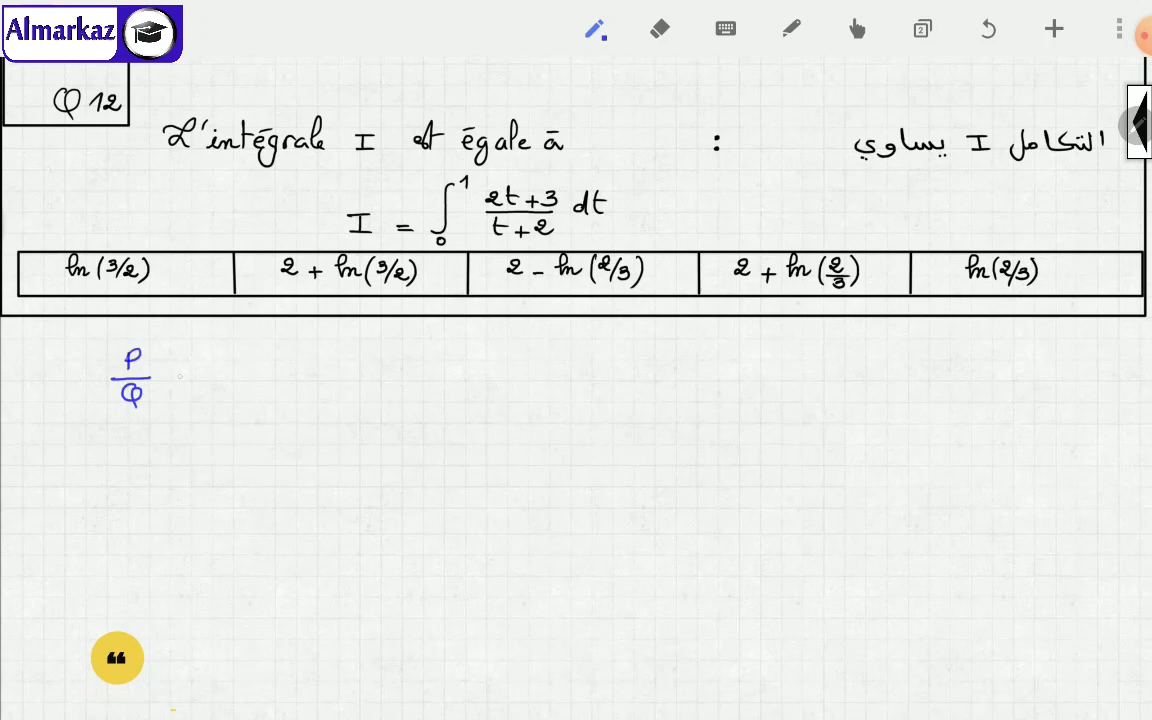 Almarkaz
Q 12
L'intégrale I est égale à : التكامل I يساوي
I = ∫₀¹ (2t+3)/(t+2) dt
ln(3/2) 2 + ln(3/2) 2 - ln(2/3) 2 + ln(2/3) ln(2/3)
P/Q